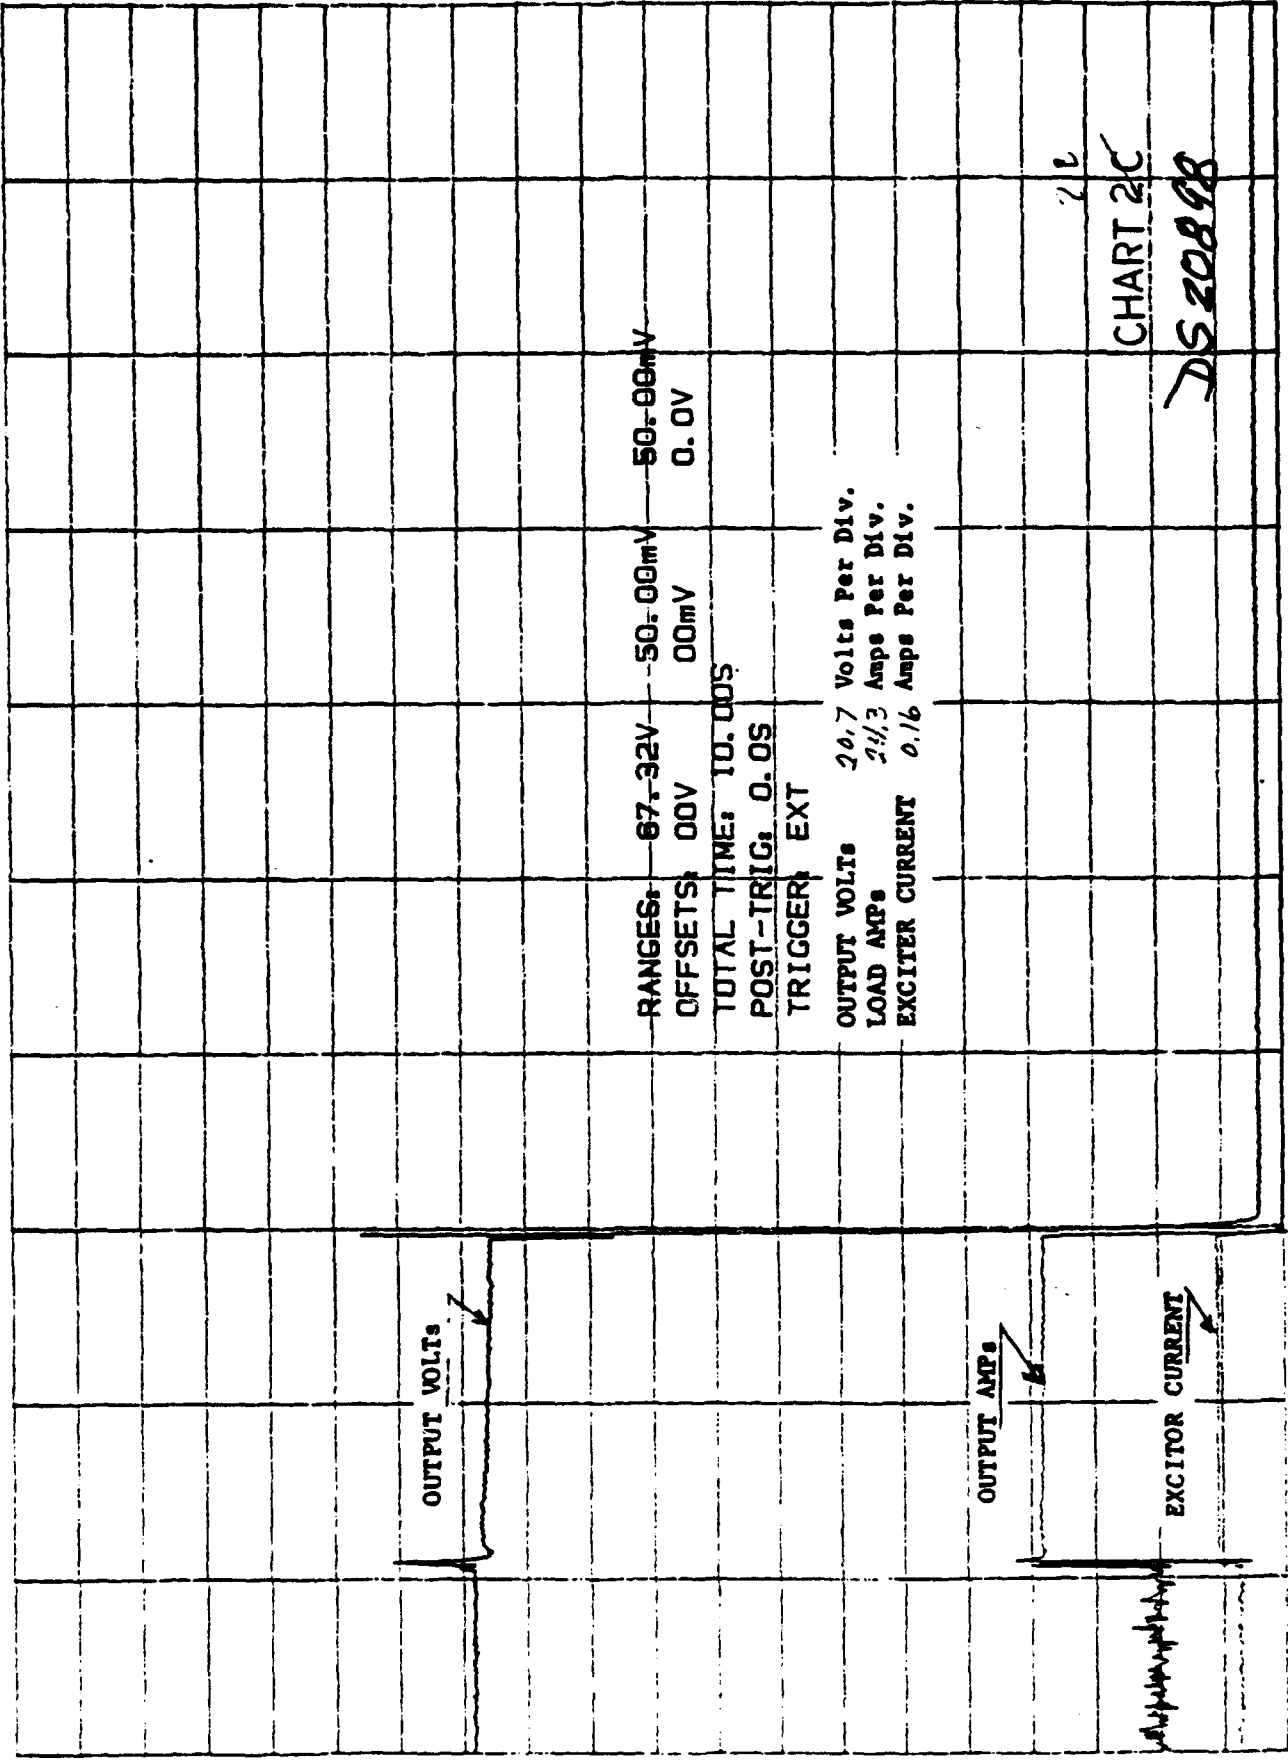 RANGES: 67.32V 50.00mV 50.00mV
OFFSETS: 00V 00mV 0.0V
TOTAL TIME: 10.00S
POST-TRIG: 0.0S
TRIGGER: EXT
OUTPUT VOLTs 20.7 Volts Per Div.
LOAD AMPs Amps Per Div.
EXCITER CURRENT 0.16 Amps Per Div.
OUTPUT VOLTs
OUTPUT AMPs
EXCITOR CURRENT
CHART 2C
DS 20898